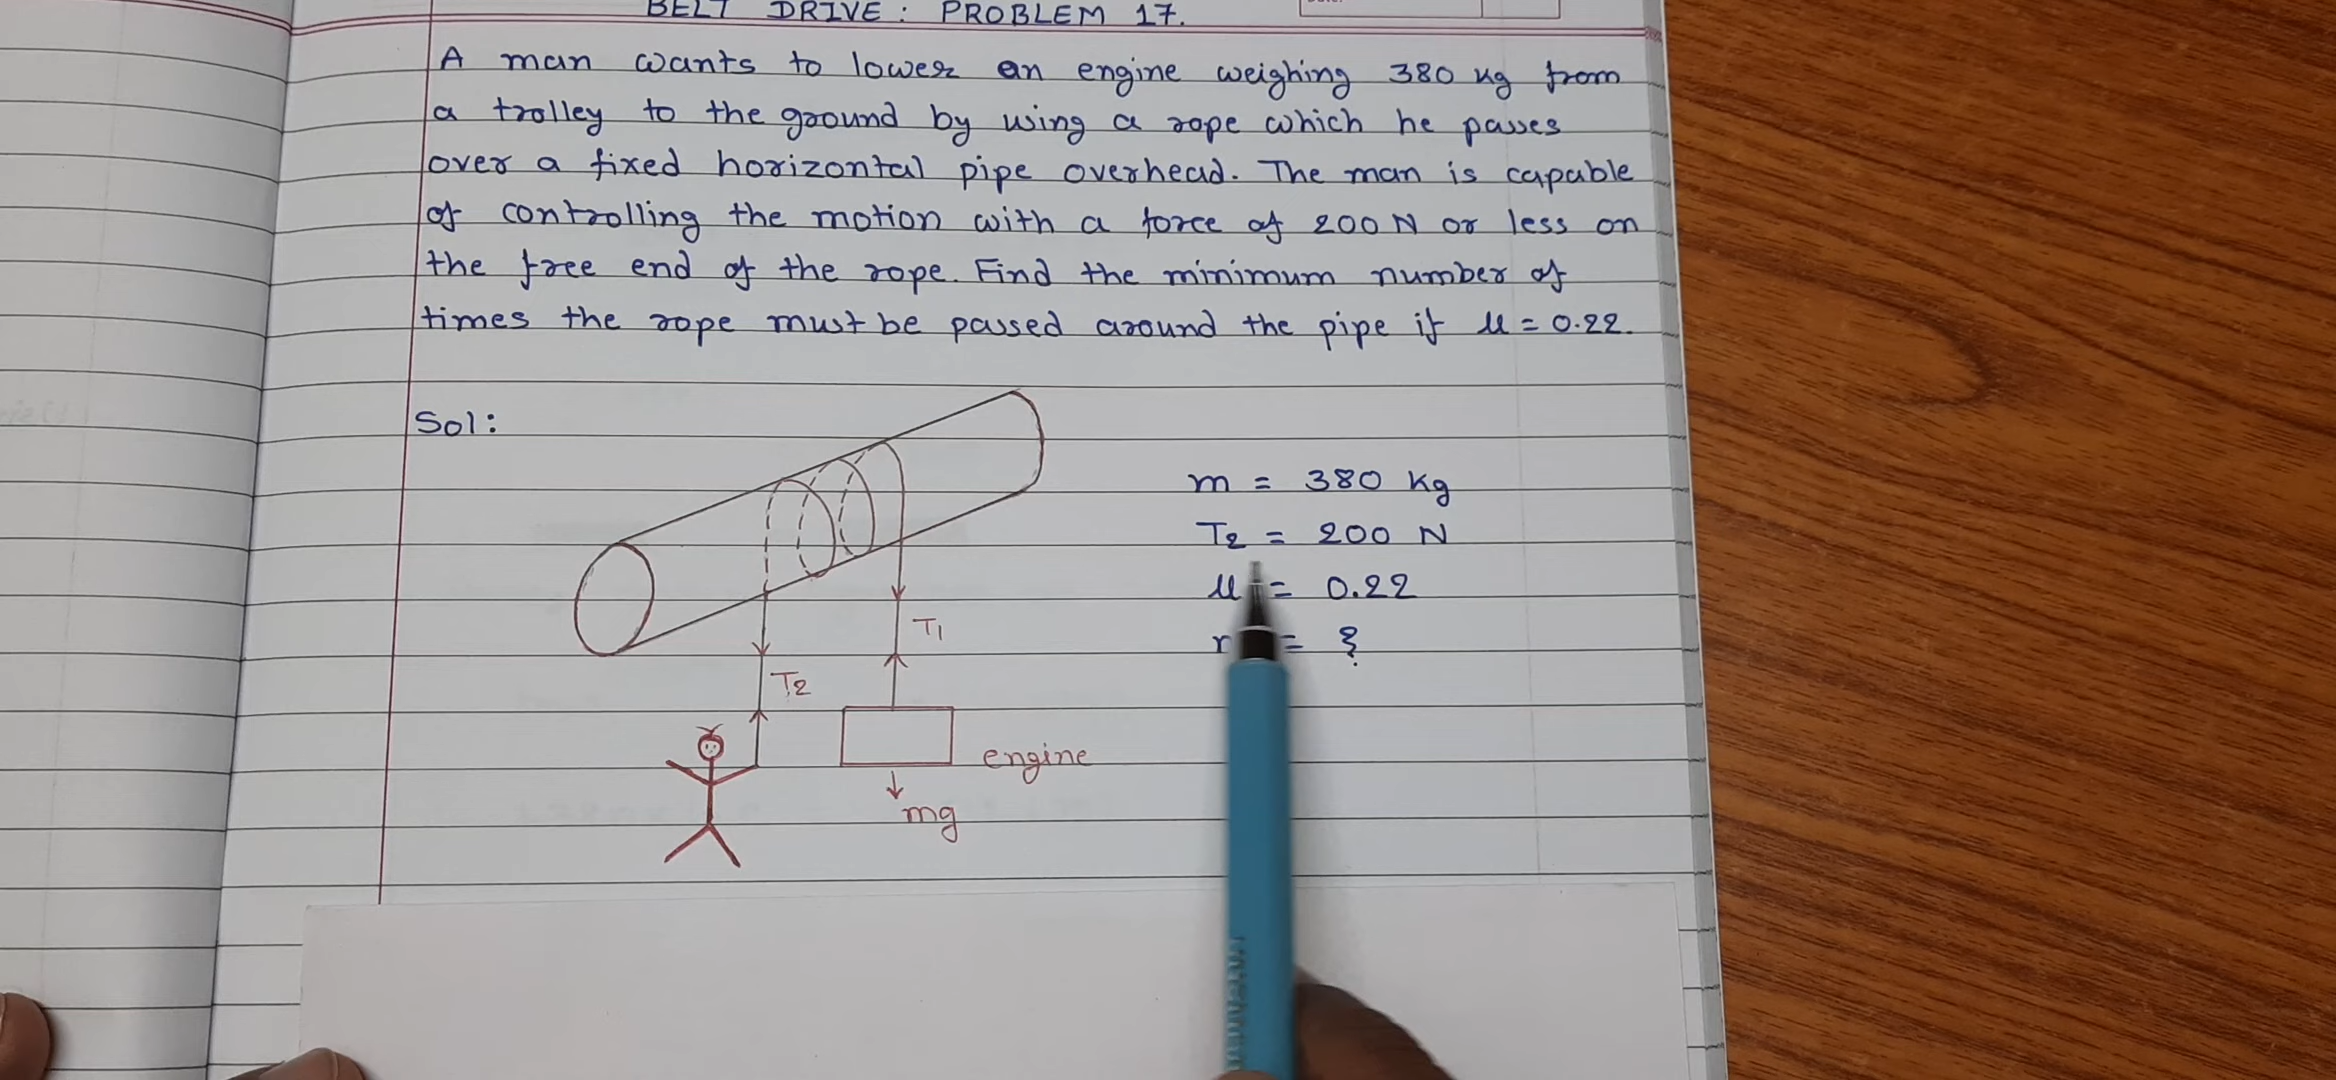 BELT DRIVE : PROBLEM 17.
A man wants to lower an engine weighing 380 kg from
a trolley to the ground by using a rope which he passes
over a fixed horizontal pipe overhead. The man is capable
of controlling the motion with a force of 200 N or less on
the free end of the rope. Find the minimum number of
times the rope must be passed around the pipe if μ = 0.22.
Sol:
m = 380 kg
T2 = 200 N
μ = 0.22
= ?
T1
T2
engine
mg